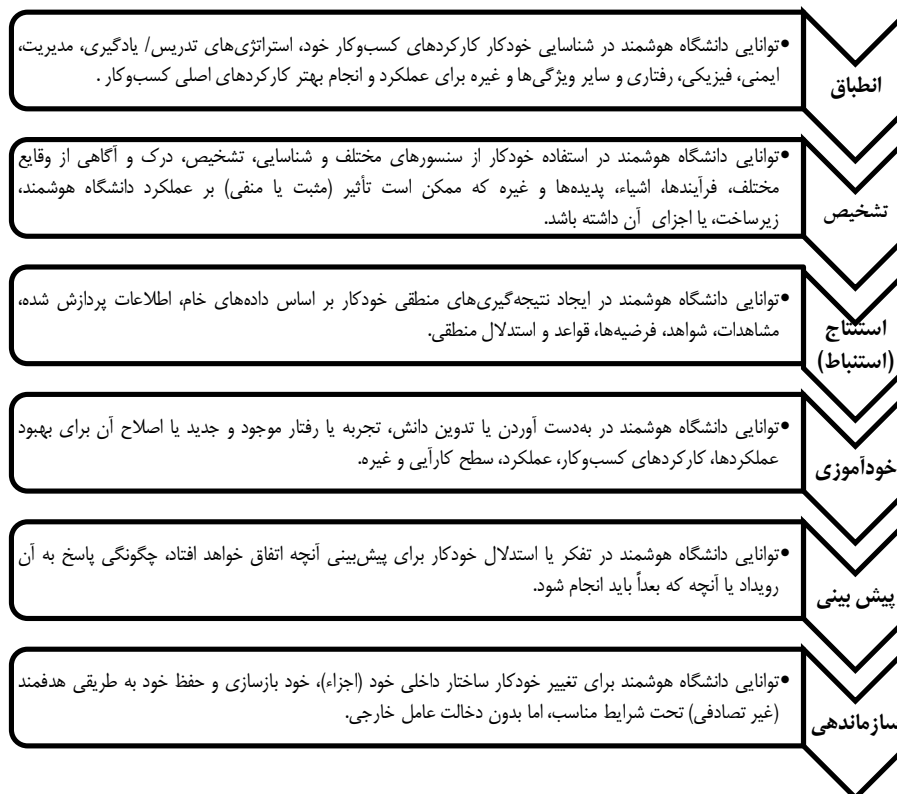 انطباق
•توانایی دانشگاه هوشمند در شناسایی خودکار کارکردهای کسب‌وکار خود، استراتژی‌های تدریس/ یادگیری، مدیریت،
ایمنی، فیزیکی، رفتاری و سایر ویژگی‌ها و غیره برای عملکرد و انجام بهتر کارکردهای اصلی کسب‌وکار .
تشخیص
•توانایی دانشگاه هوشمند در استفاده خودکار از سنسورهای مختلف و شناسایی، تشخیص، درک و آگاهی از وقایع
مختلف، فرآیندها، اشیاء، پدیده‌ها و غیره که ممکن است تأثیر (مثبت یا منفی) بر عملکرد دانشگاه هوشمند،
زیرساخت، یا اجزای آن داشته باشد.
استنتاج
(استنباط)
•توانایی دانشگاه هوشمند در ایجاد نتیجه‌گیری‌های منطقی خودکار بر اساس داده‌های خام، اطلاعات پردازش شده،
مشاهدات، شواهد، فرضیه‌ها، قواعد و استدلال منطقی.
خودآموزی
•توانایی دانشگاه هوشمند در به‌دست آوردن یا تدوین دانش، تجربه یا رفتار موجود و جدید یا اصلاح آن برای بهبود
عملکردها، کارکردهای کسب‌وکار، عملکرد، سطح کارآیی و غیره.
پیش بینی
•توانایی دانشگاه هوشمند در تفکر یا استدلال خودکار برای پیش‌بینی آنچه اتفاق خواهد افتاد، چگونگی پاسخ به آن
رویداد یا آنچه که بعداً باید انجام شود.
سازماندهی
•توانایی دانشگاه هوشمند برای تغییر خودکار ساختار داخلی خود (اجزاء)، خود بازسازی و حفظ خود به طریقی هدفمند
(غیر تصادفی) تحت شرایط مناسب، اما بدون دخالت عامل خارجی.